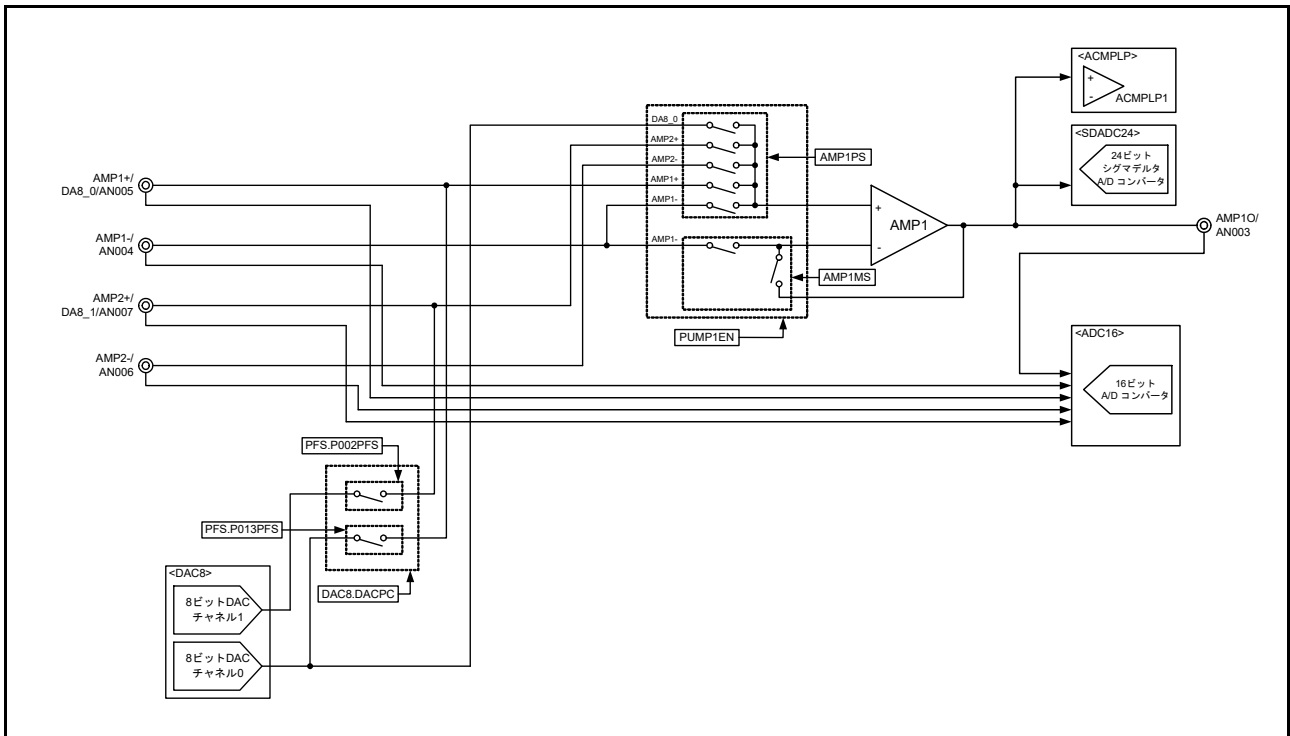 <ACMPLP>
+
-
ACMPLP1
<SDADC24>
24ビット
シグマデルタ
A/D コンバータ
DA8_0
AMP2+
AMP2-
AMP1+
AMP1-
AMP1-
AMP1PS
AMP1MS
PUMP1EN
+
AMP1
-
AMP1O/
AN003
AMP1+/
DA8_0/AN005
AMP1-/
AN004
AMP2+/
DA8_1/AN007
AMP2-/
AN006
<ADC16>
16ビット
A/D コンバータ
PFS.P002PFS
PFS.P013PFS
DAC8.DACPC
<DAC8>
8ビットDAC
チャネル1
8ビットDAC
チャネル0